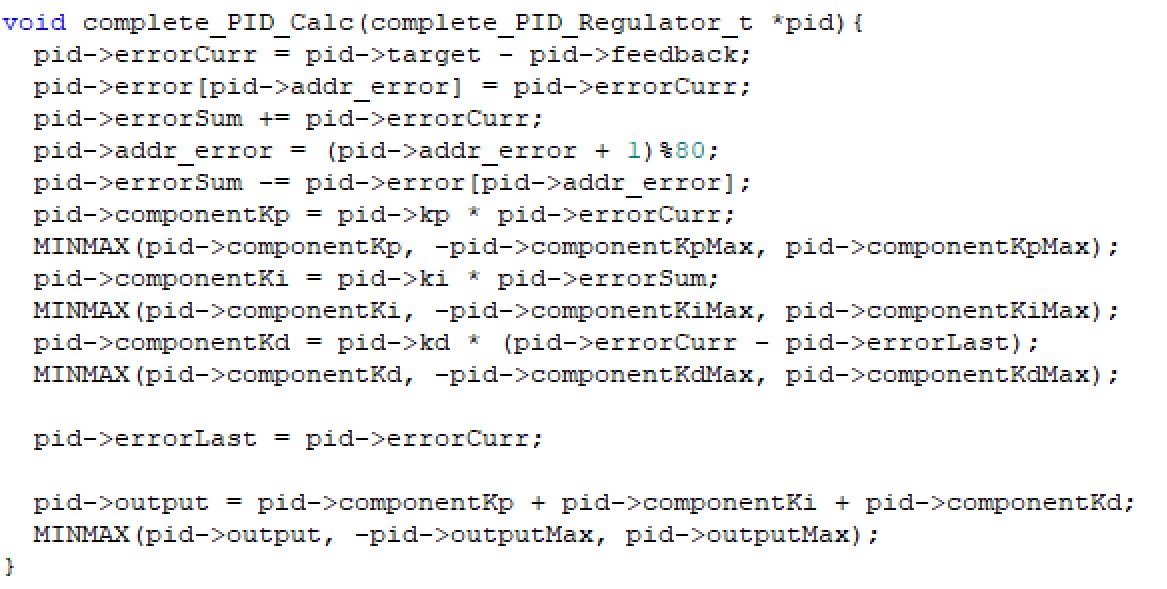 void complete_PID_Calc(complete_PID_Regulator_t *pid){
  pid->errorCurr = pid->target - pid->feedback;
  pid->error[pid->addr_error] = pid->errorCurr;
  pid->errorSum += pid->errorCurr;
  pid->addr_error = (pid->addr_error + 1)%80;
  pid->errorSum -= pid->error[pid->addr_error];
  pid->componentKp = pid->kp * pid->errorCurr;
  MINMAX(pid->componentKp, -pid->componentKpMax, pid->componentKpMax);
  pid->componentKi = pid->ki * pid->errorSum;
  MINMAX(pid->componentKi, -pid->componentKiMax, pid->componentKiMax);
  pid->componentKd = pid->kd * (pid->errorCurr - pid->errorLast);
  MINMAX(pid->componentKd, -pid->componentKdMax, pid->componentKdMax);
  pid->errorLast = pid->errorCurr;
  pid->output = pid->componentKp + pid->componentKi + pid->componentKd;
  MINMAX(pid->output, -pid->outputMax, pid->outputMax);
}